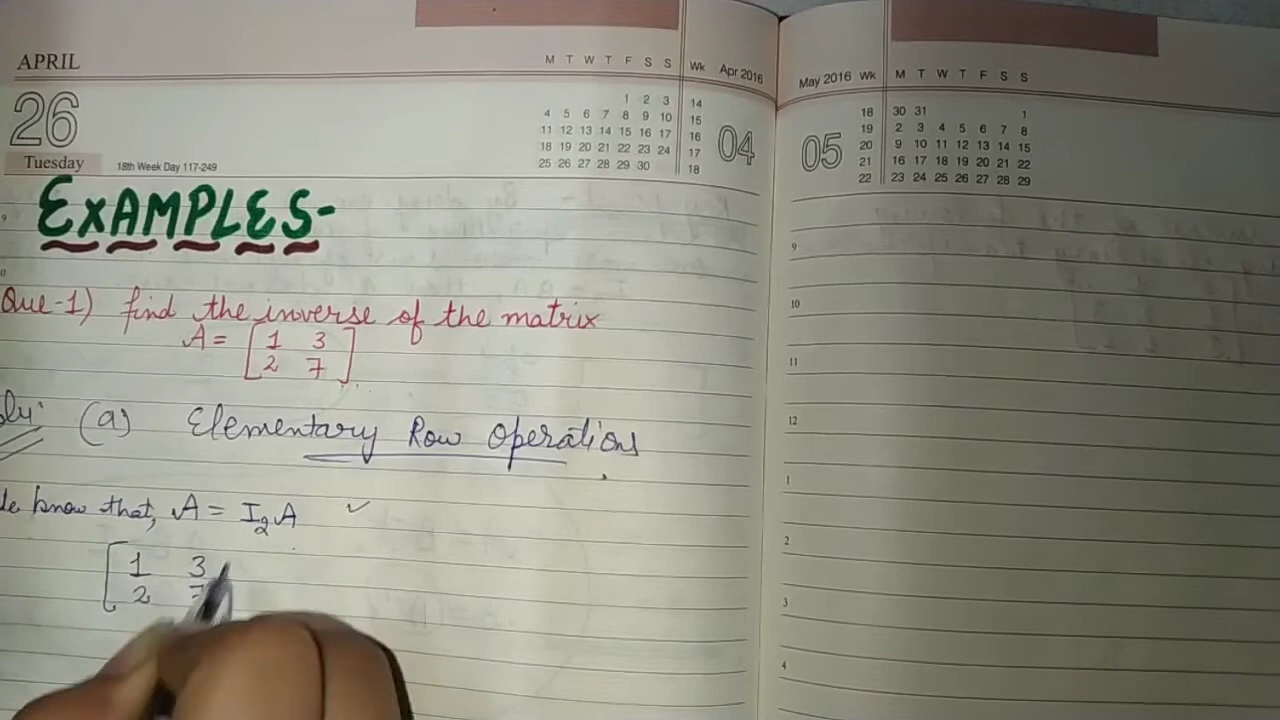 APRIL
26
Tuesday
18th Week Day 117-249
M T W T F S S Wk Apr 2016
1 2 3 14
4 5 6 7 8 9 10 15
11 12 13 14 15 16 17 16
18 19 20 21 22 23 24 17
25 26 27 28 29 30 18
04
EXAMPLES-
9
Que-1) find the inverse of the matrix
A = [1 3
2 7]
(a) Elementary Row Operations
know that, A = I₂A ✓
[1 3
2 7
May 2016 Wk M T W T F S S
05
18 30 31 1
19 2 3 4 5 6 7 8
20 9 10 11 12 13 14 15
21 16 17 18 19 20 21 22
22 23 24 25 26 27 28 29
9
10
11
12
1
2
3
4